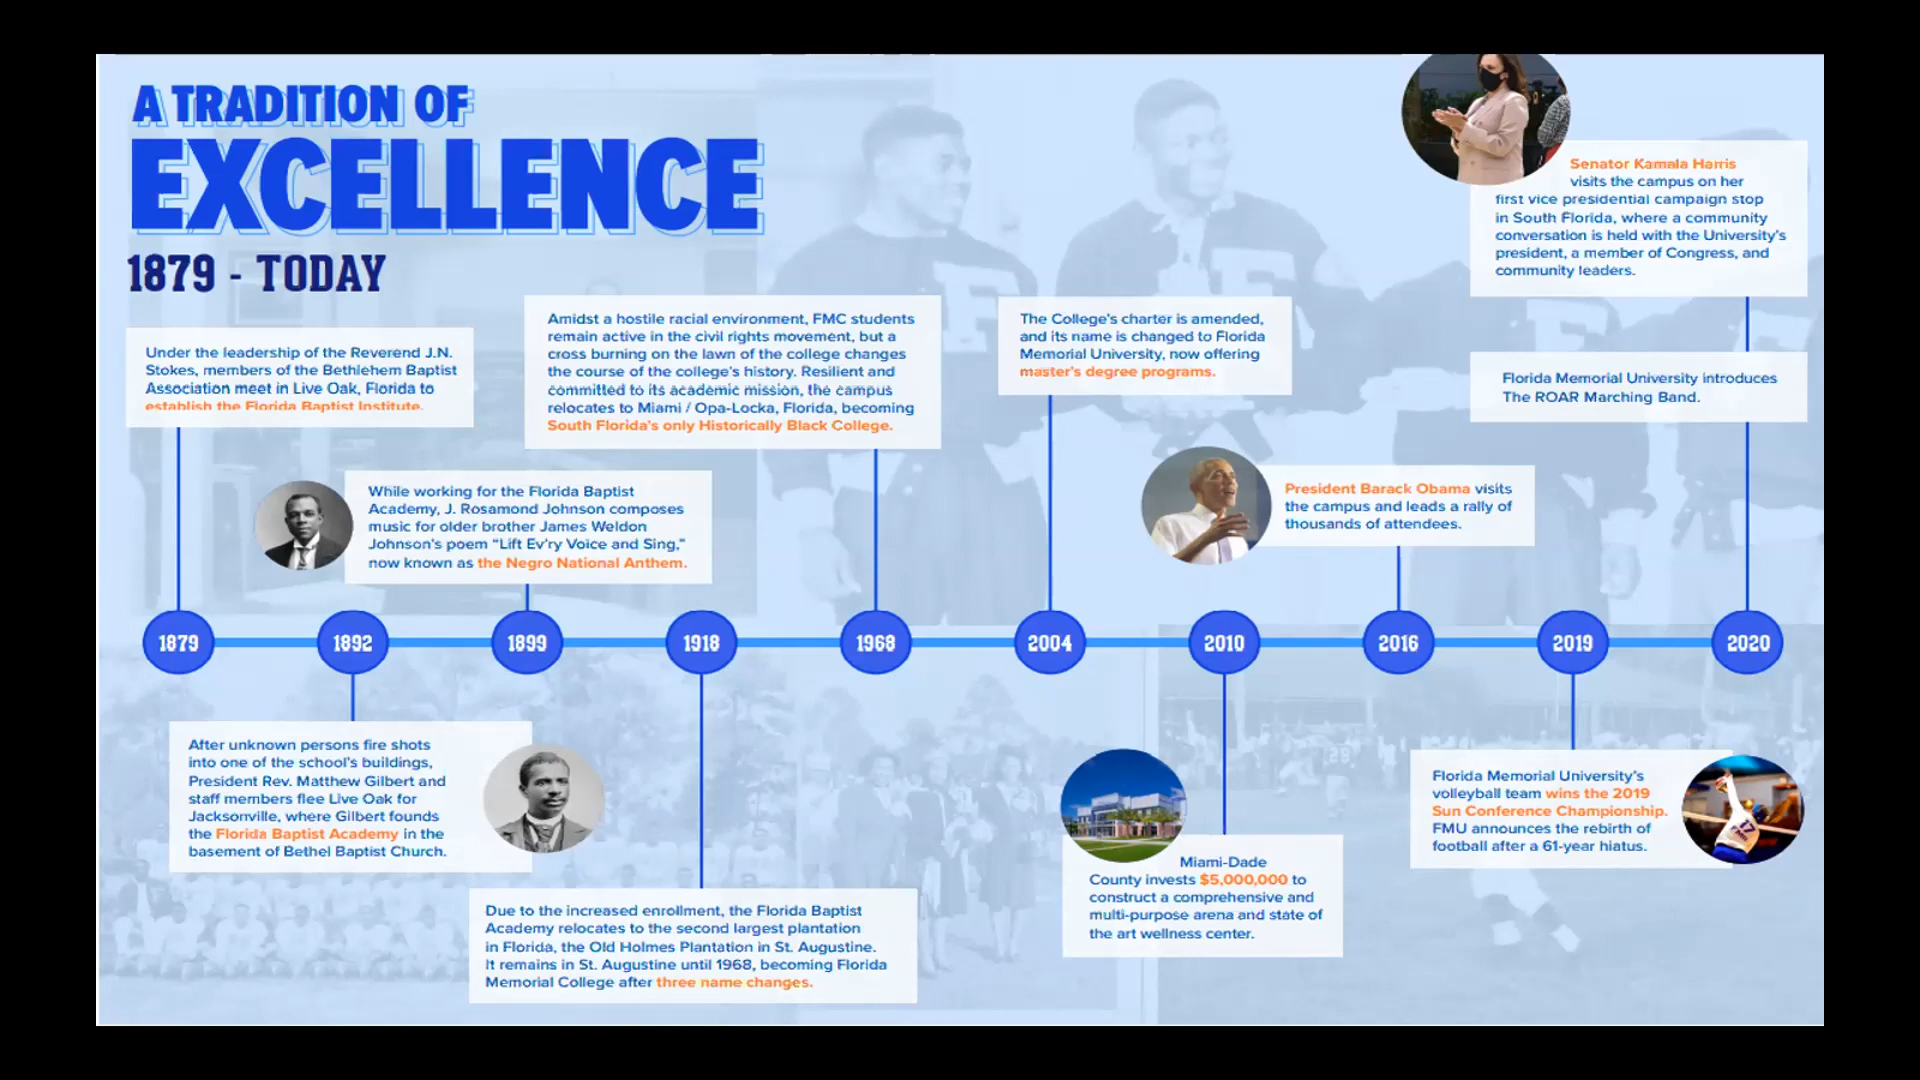 A TRADITION OF
EXCELLENCE
1879 - TODAY
Under the leadership of the Reverend J.N.
Stokes, members of the Bethlehem Baptist
Association meet in Live Oak, Florida to
establish the Florida Baptist Institute.
While working for the Florida Baptist
Academy, J. Rosamond Johnson composes
music for older brother James Weldon
Johnson's poem “Lift Ev’ry Voice and Sing,”
now known as the Negro National Anthem.
Amidst a hostile racial environment, FMC students
remain active in the civil rights movement, but a
cross burning on the lawn of the college changes
the course of the college's history. Resilient and
committed to its academic mission, the campus
relocates to Miami / Opa-Locka, Florida, becoming
South Florida's only Historically Black College.
The College's charter is amended,
and its name is changed to Florida
Memorial University, now offering
master's degree programs.
President Barack Obama visits
the campus and leads a rally of
thousands of attendees.
Senator Kamala Harris
visits the campus on her
first vice presidential campaign stop
in South Florida, where a community
conversation is held with the University's
president, a member of Congress, and
community leaders.
Florida Memorial University introduces
The ROAR Marching Band.
1879
1892
1899
1918
1968
2004
2010
2016
2019
2020
After unknown persons fire shots
into one of the school's buildings,
President Rev. Matthew Gilbert and
staff members flee Live Oak for
Jacksonville, where Gilbert founds
the Florida Baptist Academy in the
basement of Bethel Baptist Church.
Due to the increased enrollment, the Florida Baptist
Academy relocates to the second largest plantation
in Florida, the Old Holmes Plantation in St. Augustine.
It remains in St. Augustine until 1968, becoming Florida
Memorial College after three name changes.
Miami-Dade
County invests $5,000,000 to
construct a comprehensive and
multi-purpose arena and state of
the art wellness center.
Florida Memorial University's
volleyball team wins the 2019
Sun Conference Championship.
FMU announces the rebirth of
football after a 61-year hiatus.
17
FMU
F
F
28